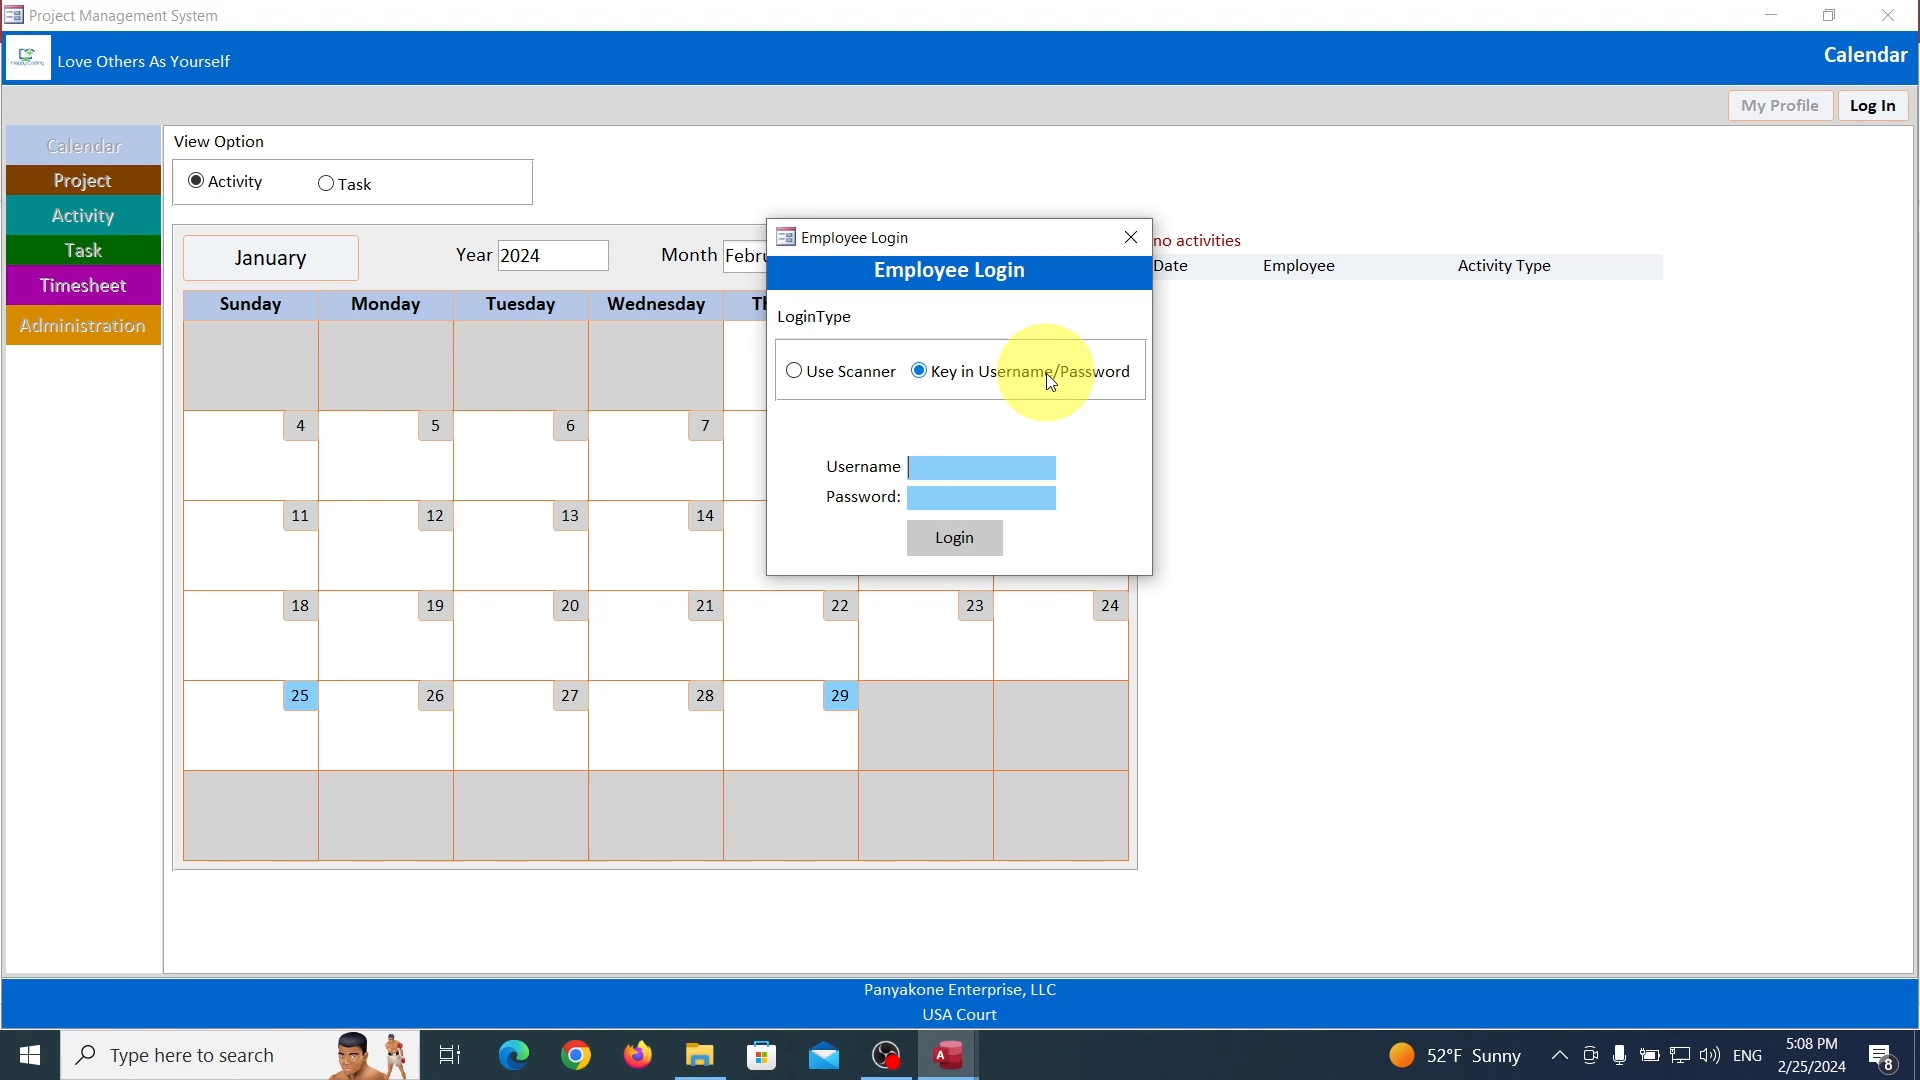 Project Management System
Happy Coding
Love Others As Yourself
Calendar
My Profile
Log In
Calendar
Project
Activity
Task
Timesheet
Administration
View Option
Activity
Task
January
Year 2024
Month Febru
Sunday Monday Tuesday Wednesday Th
4 5 6 7
11 12 13 14
18 19 20 21 22 23 24
25 26 27 28 29
Employee Login
Employee Login
LoginType
Use Scanner
Key in Username/Password
Username
Password:
Login
no activities
Date Employee Activity Type
Panyakone Enterprise, LLC
USA Court
Type here to search
52°F Sunny
ENG
5:08 PM
2/25/2024
8